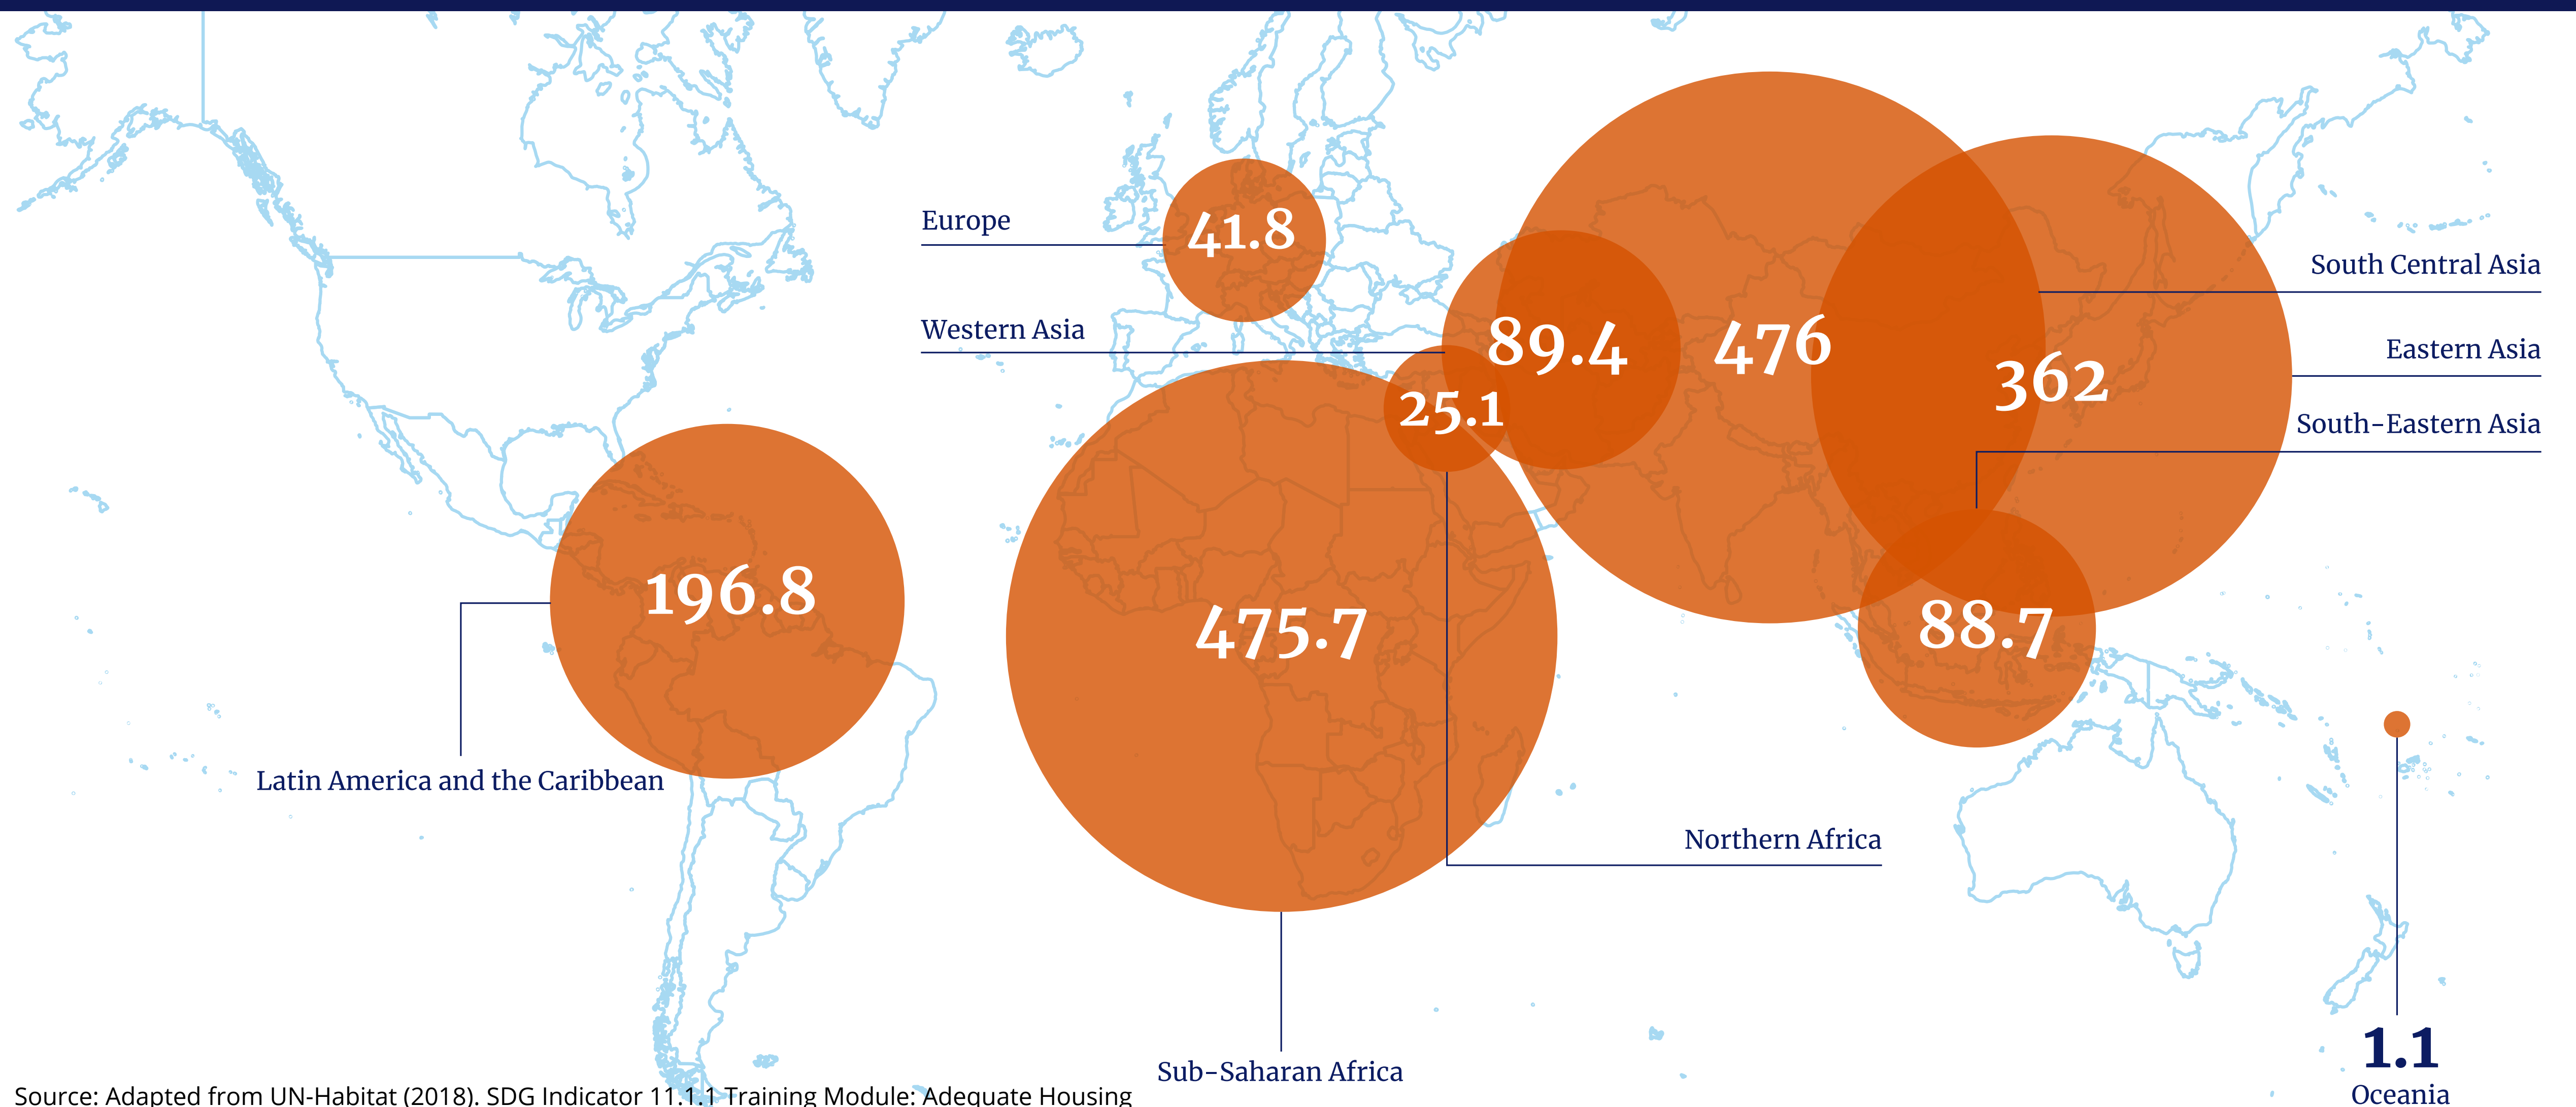 Europe
41.8
South Central Asia
Western Asia
89.4
476
Eastern Asia
362
25.1
South-Eastern Asia
196.8
475.7
88.7
Latin America and the Caribbean
Northern Africa
1.1
Sub-Saharan Africa
Oceania
Source: Adapted from UN-Habitat (2018). SDG Indicator 11.1.1 Training Module: Adequate Housing